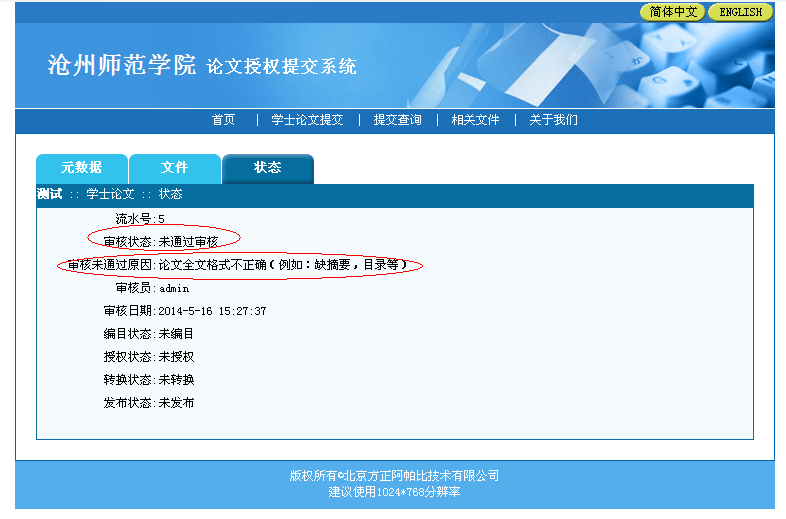 简体中文 ENGLISH
沧州师范学院 论文授权提交系统
首页 | 学士论文提交 | 提交查询 | 相关文件 | 关于我们
元数据 文件 状态
测试 :: 学士论文 :: 状态
流水号:5
审核状态:未通过审核
审核未通过原因:论文全文格式不正确(例如:缺摘要,目录等)
审核员:admin
审核日期:2014-5-16 15:27:37
编目状态:未编目
授权状态:未授权
转换状态:未转换
发布状态:未发布
版权所有©北京方正阿帕比技术有限公司
建议使用1024*768分辨率